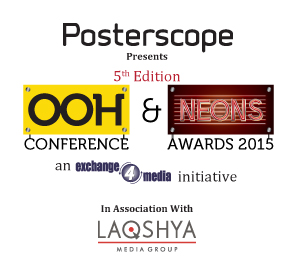 Posterscope
Presents
5th Edition
OOH & NEONS
CONFERENCE AWARDS 2015
an exchange4media initiative
In Association With
LAQSHYA
MEDIA GROUP